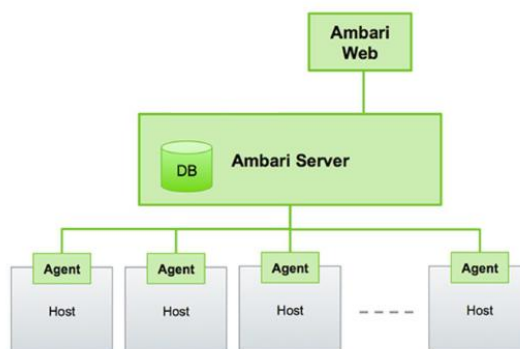 Ambari
Web
DB
Ambari Server
Agent
Agent
Agent
Agent
Host
Host
Host
Host